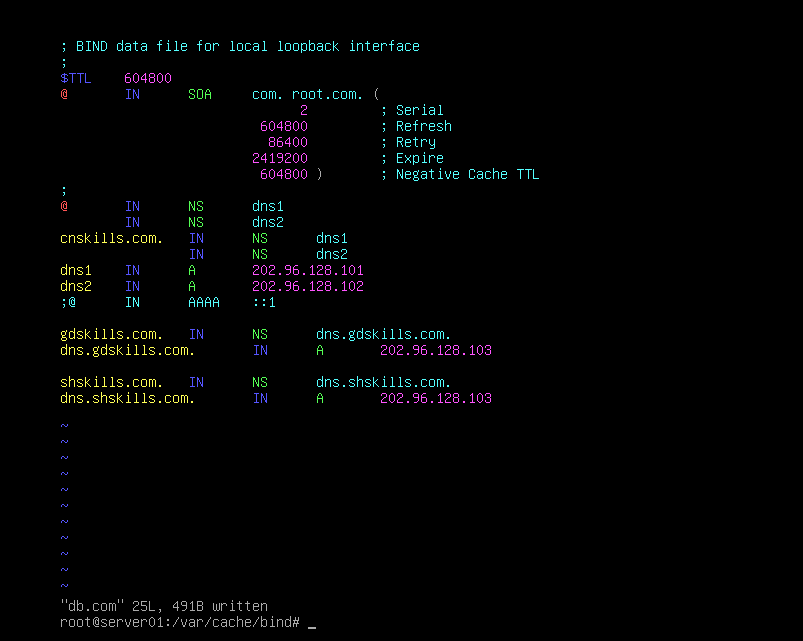 ; BIND data file for local loopback interface
;
$TTL    604800
@       IN      SOA     com. root.com. (
                              2         ; Serial
                         604800         ; Refresh
                          86400         ; Retry
                        2419200         ; Expire
                         604800 )       ; Negative Cache TTL
;
@       IN      NS      dns1
        IN      NS      dns2
cnskills.com.   IN      NS      dns1
                IN      NS      dns2
dns1    IN      A       202.96.128.101
dns2    IN      A       202.96.128.102
;@      IN      AAAA    ::1
gdskills.com.   IN      NS      dns.gdskills.com.
dns.gdskills.com.       IN      A       202.96.128.103
shskills.com.   IN      NS      dns.shskills.com.
dns.shskills.com.       IN      A       202.96.128.103
~
~
~
~
~
~
~
~
~
~
~
"db.com" 25L, 491B written
root@server01:/var/cache/bind# _